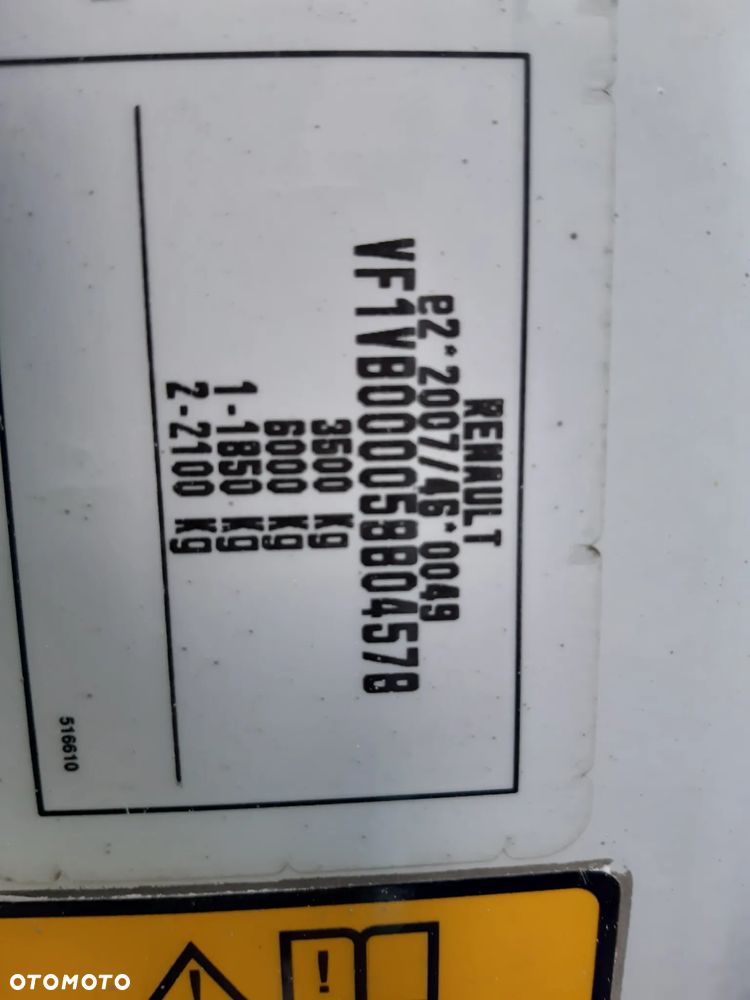 RENAULT
e2*2007/46*0049
VF1VB000058804578
3500 Kg
6000 Kg
1-1850 Kg
2-2100 Kg
516610
OTOMOTO